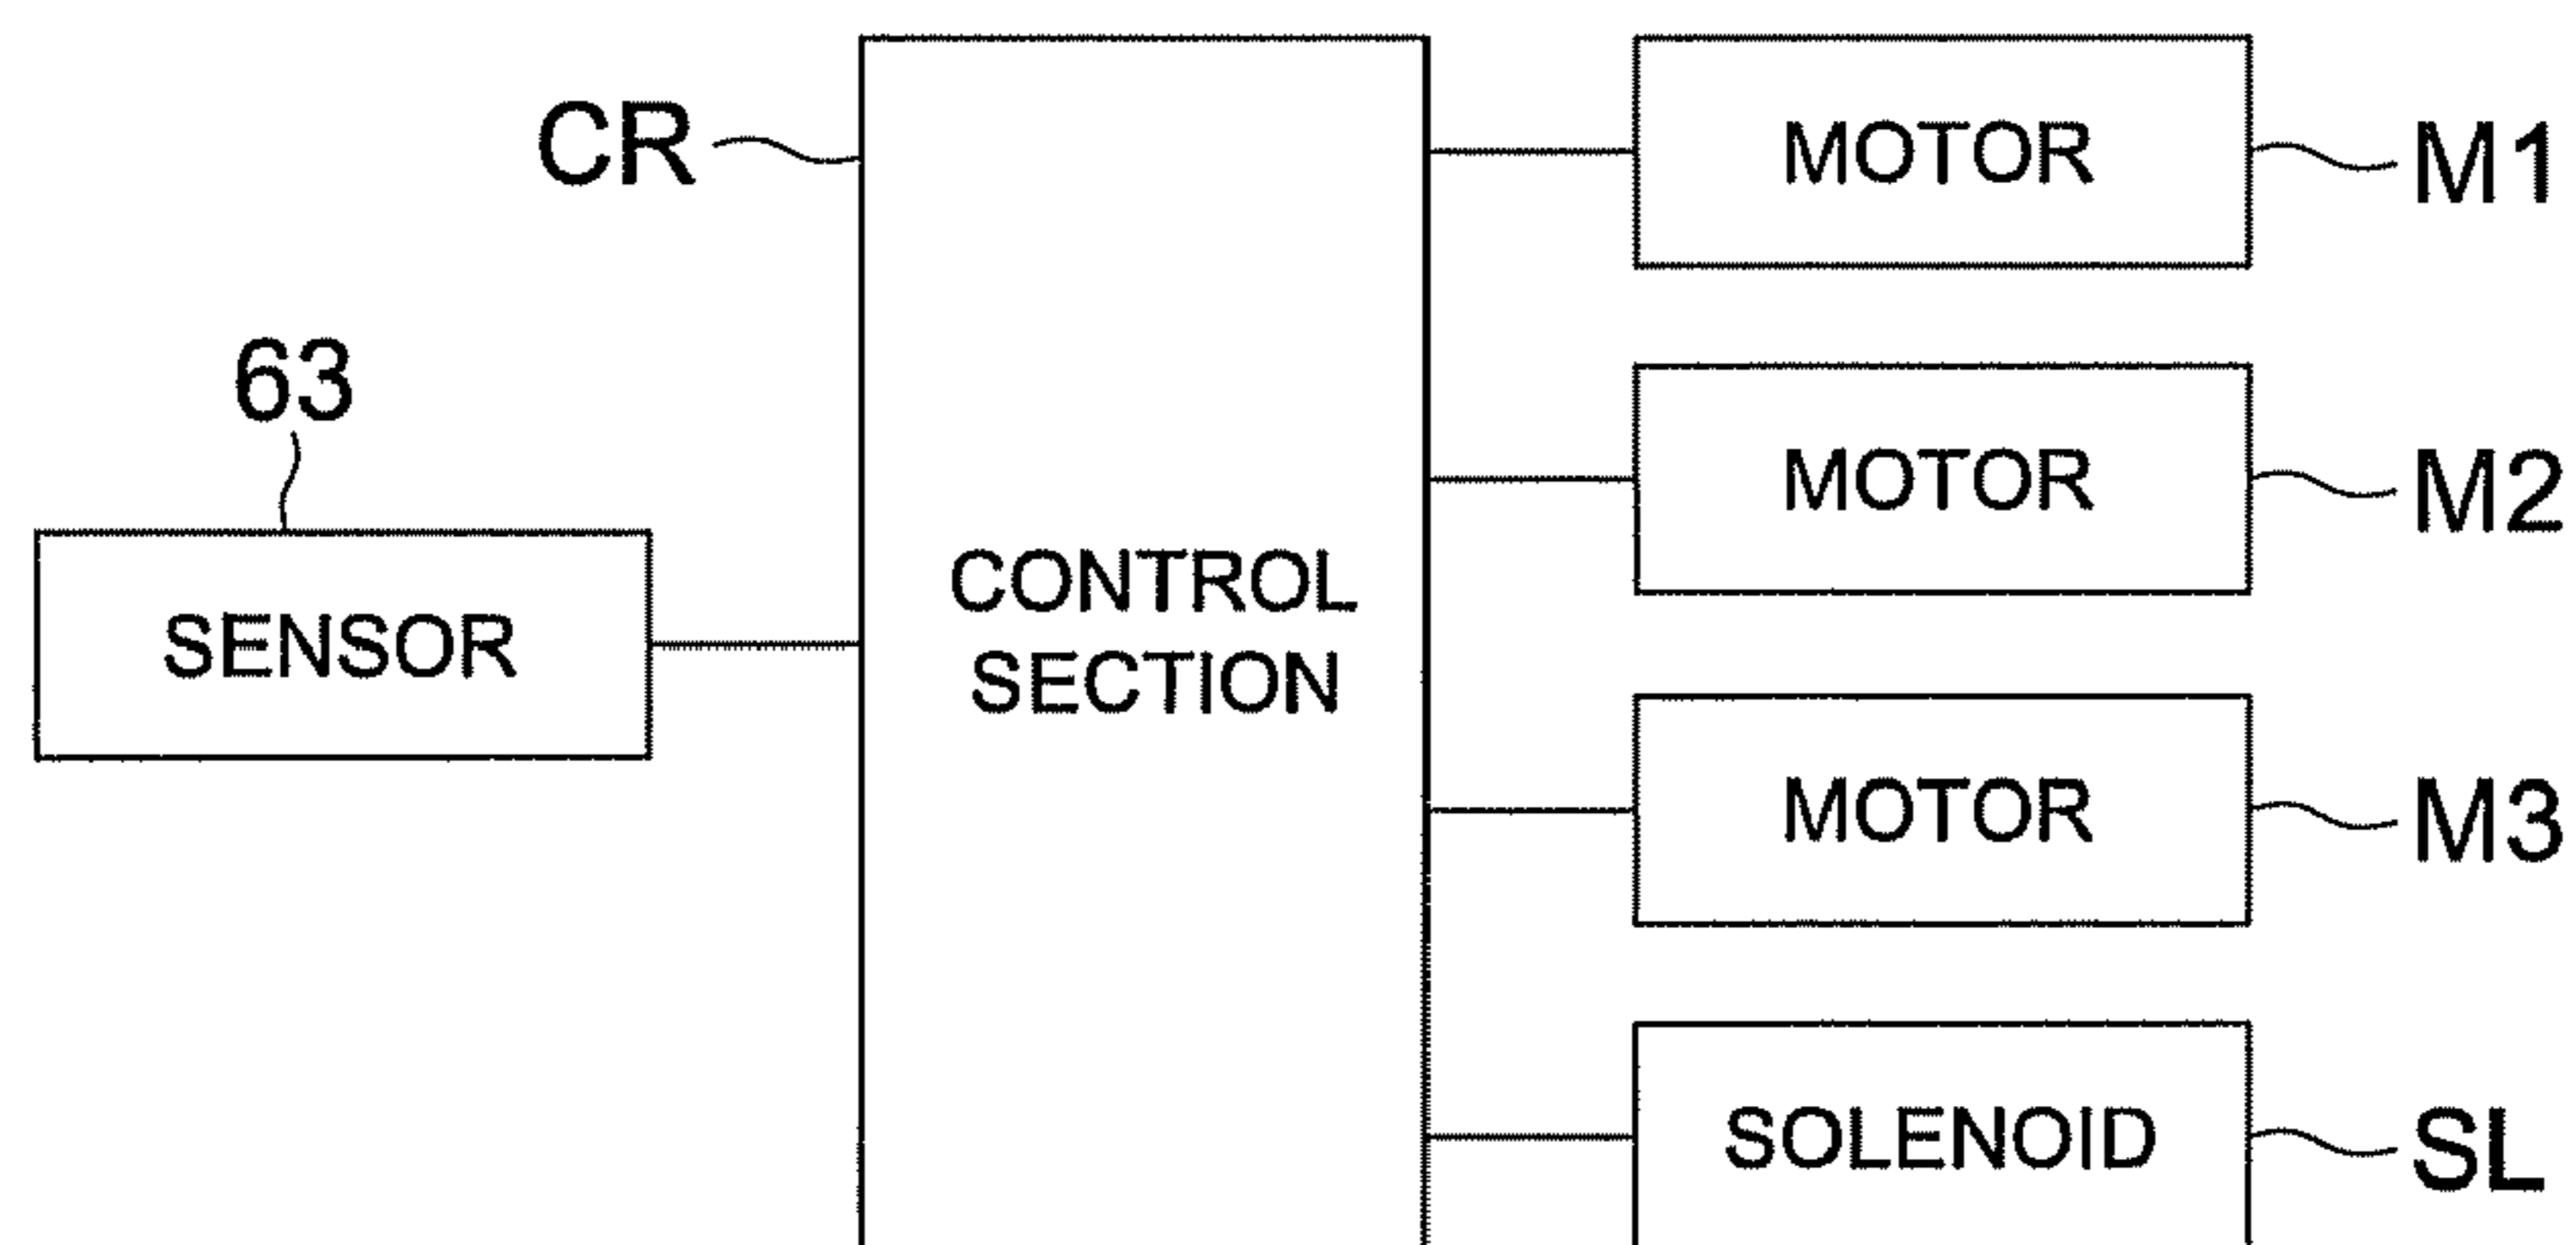 CR
MOTOR
M1
63
MOTOR
M2
SENSOR
CONTROL
SECTION
MOTOR
M3
SOLENOID
SL